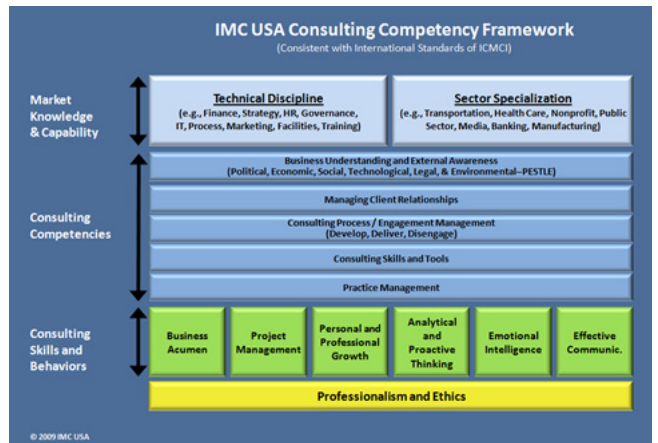 IMC USA Consulting Competency Framework
(Consistent with International Standards of ICMCI)
Market
Knowledge
& Capability
Technical Discipline
(e.g., Finance, Strategy, HR, Governance,
IT, Process, Marketing, Facilities, Training)
Sector Specialization
(e.g., Transportation, Health Care, Nonprofit, Public
Sector, Media, Banking, Manufacturing)
Consulting
Competencies
Business Understanding and External Awareness
(Political, Economic, Social, Technological, Legal, & Environmental--PESTLE)
Managing Client Relationships
Consulting Process / Engagement Management
(Develop, Deliver, Disengage)
Consulting Skills and Tools
Practice Management
Consulting
Skills and
Behaviors
Business
Acumen
Project
Management
Personal and
Professional
Growth
Analytical
and
Proactive
Thinking
Emotional
Intelligence
Effective
Communic.
Professionalism and Ethics
© 2009 IMC USA